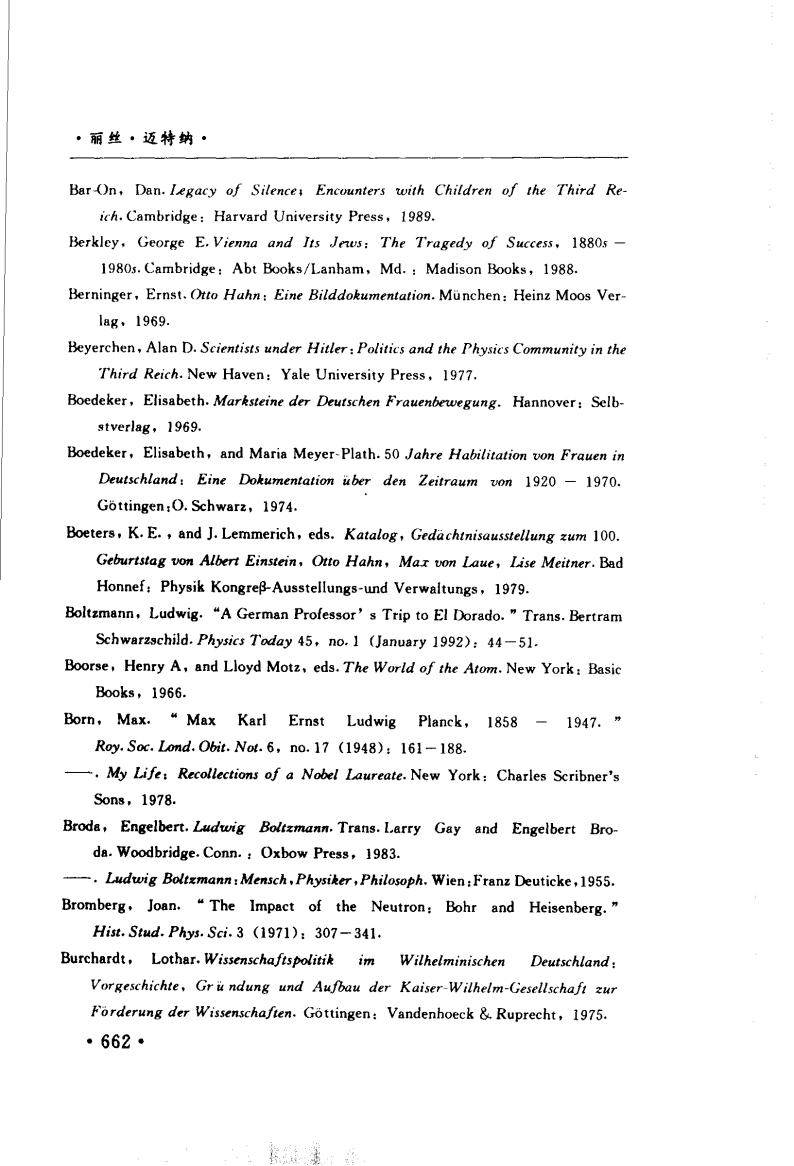 ·丽丝·迈特纳·
Bar-On, Dan. Legacy of Silence; Encounters with Children of the Third Re-
ich. Cambridge: Harvard University Press, 1989.
Berkley, George E. Vienna and Its Jews: The Tragedy of Success, 1880s —
1980s. Cambridge: Abt Books/Lanham, Md. : Madison Books, 1988.
Berninger, Ernst. Otto Hahn: Eine Bilddokumentation. München: Heinz Moos Ver-
lag, 1969.
Beyerchen, Alan D. Scientists under Hitler: Politics and the Physics Community in the
Third Reich. New Haven: Yale University Press, 1977.
Boedeker, Elisabeth. Marksteine der Deutschen Frauenbewegung. Hannover: Selb-
stverlag, 1969.
Boedeker, Elisabeth, and Maria Meyer-Plath. 50 Jahre Habilitation von Frauen in
Deutschland: Eine Dokumentation über den Zeitraum von 1920 — 1970.
Göttingen:O. Schwarz, 1974.
Boeters, K. E. , and J. Lemmerich, eds. Katalog, Gedächtnisausstellung zum 100.
Geburtstag von Albert Einstein, Otto Hahn, Max von Laue, Lise Meitner. Bad
Honnef: Physik Kongreβ-Ausstellungs-und Verwaltungs, 1979.
Boltzmann, Ludwig. “A German Professor’ s Trip to El Dorado. ” Trans. Bertram
Schwarzschild. Physics Today 45, no. 1 (January 1992): 44—51.
Boorse, Henry A, and Lloyd Motz, eds. The World of the Atom. New York: Basic
Books, 1966.
Born, Max. “ Max Karl Ernst Ludwig Planck, 1858 — 1947. ”
Roy. Soc. Lond. Obit. Not. 6, no. 17 (1948): 161—188.
——. My Life; Recollections of a Nobel Laureate. New York: Charles Scribner’s
Sons, 1978.
Broda, Engelbert. Ludwig Boltzmann. Trans. Larry Gay and Engelbert Bro-
da. Woodbridge. Conn. : Oxbow Press, 1983.
——. Ludwig Boltzmann:Mensch,Physiker,Philosoph. Wien:Franz Deuticke,1955.
Bromberg, Joan. “ The Impact of the Neutron: Bohr and Heisenberg. ”
Hist. Stud. Phys. Sci. 3 (1971): 307—341.
Burchardt, Lothar. Wissenschaftspolitik im Wilhelminischen Deutschland:
Vorgeschichte, Gründung und Aufbau der Kaiser-Wilhelm-Gesellschaft zur
Förderung der Wissenschaften. Göttingen: Vandenhoeck & Ruprecht, 1975.
·662·